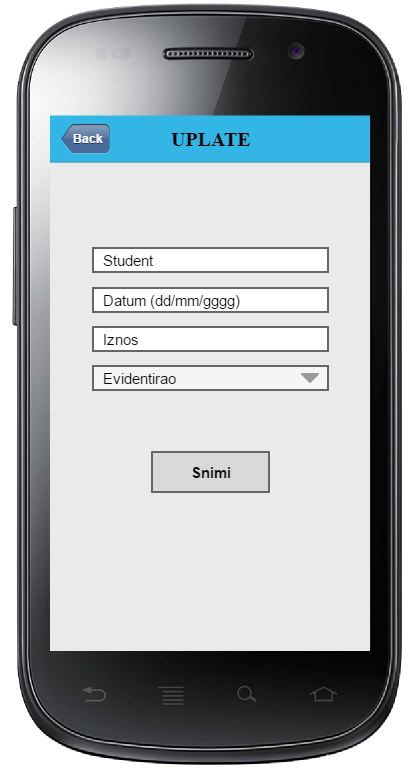 Back
UPLATE
Student
Datum (dd/mm/gggg)
Iznos
Evidentirao
Snimi